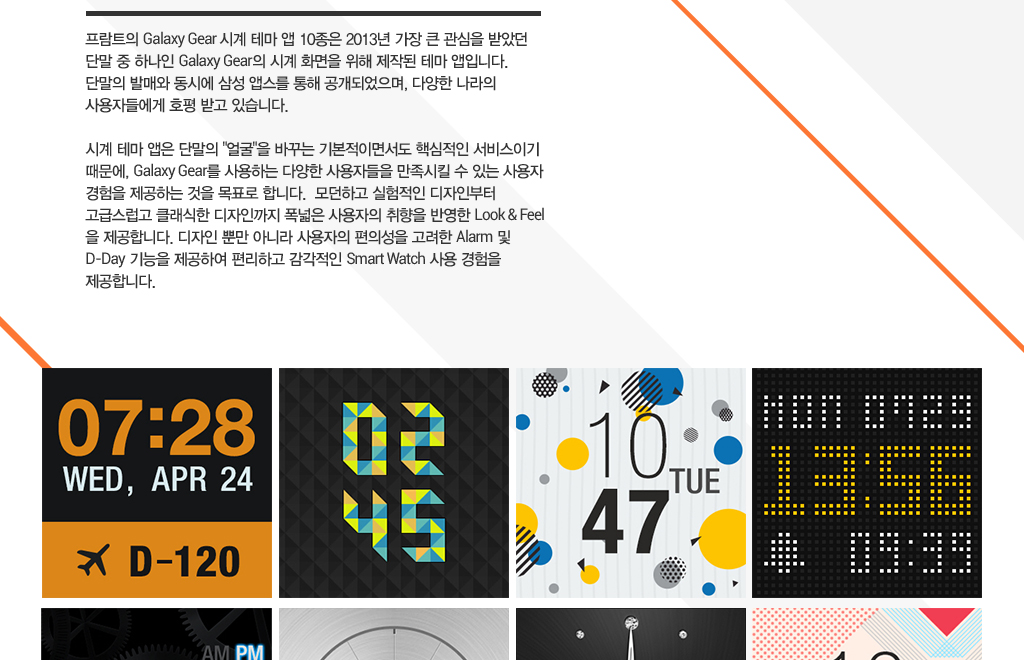 프람트의 Galaxy Gear 시계 테마 앱 10종은 2013년 가장 큰 관심을 받았던
단말 중 하나인 Galaxy Gear의 시계 화면을 위해 제작된 테마 앱입니다.
단말의 발매와 동시에 삼성 앱스를 통해 공개되었으며, 다양한 나라의
사용자들에게 호평 받고 있습니다.
시계 테마 앱은 단말의 "얼굴"을 바꾸는 기본적이면서도 핵심적인 서비스이기
때문에, Galaxy Gear를 사용하는 다양한 사용자들을 만족시킬 수 있는 사용자
경험을 제공하는 것을 목표로 합니다. 모던하고 실험적인 디자인부터
고급스럽고 클래식한 디자인까지 폭넓은 사용자의 취향을 반영한 Look & Feel
을 제공합니다. 디자인 뿐만 아니라 사용자의 편의성을 고려한 Alarm 및
D-Day 기능을 제공하여 편리하고 감각적인 Smart Watch 사용 경험을
제공합니다.
07:28
WED, APR 24
D-120
02
45
10
TUE
47
MON 0729
13:56
09:39
AM PM